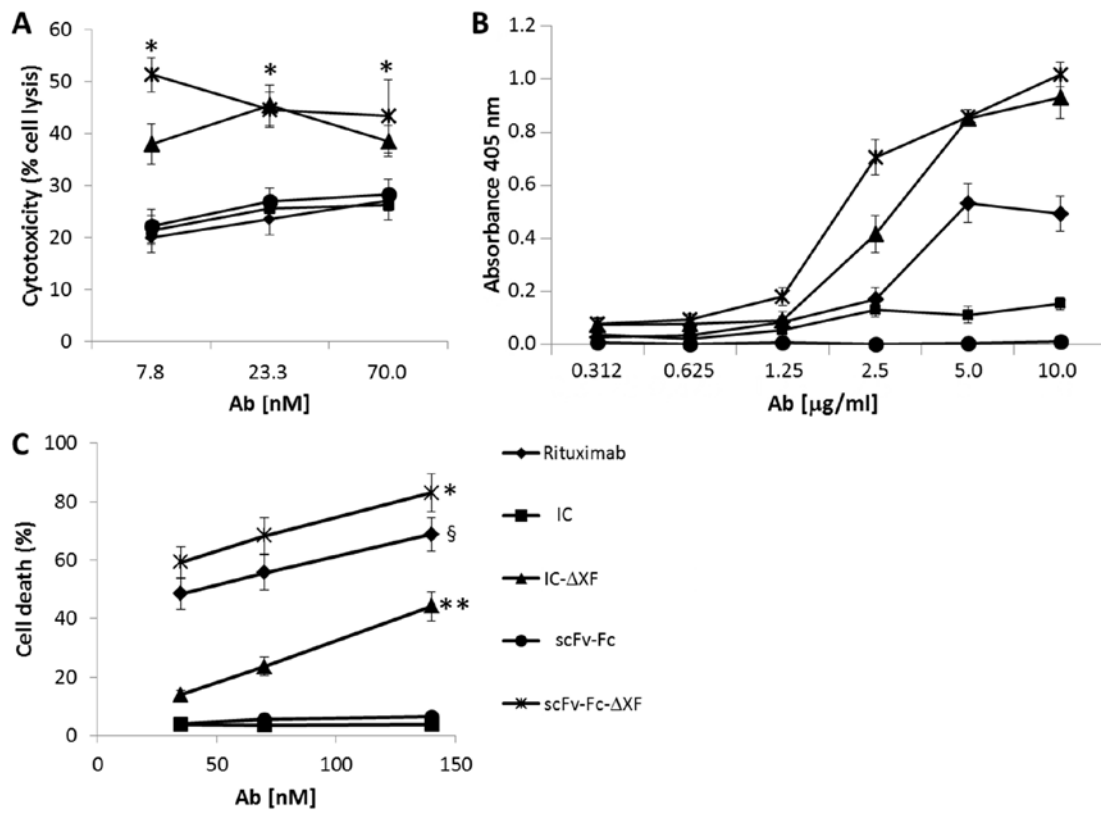 A
Cytotoxicity (% cell lysis)
60
50
40
30
20
10
0
* * *
7.8 23.3 70.0
Ab [nM]
B
Absorbance 405 nm
1.2
1.0
0.8
0.6
0.4
0.2
0.0
0.312 0.625 1.25 2.5 5.0 10.0
Ab [μg/ml]
C
Cell death (%)
100
80
60
40
20
0
*
§
**
0 50 100 150
Ab [nM]
Rituximab
IC
IC-ΔXF
scFv-Fc
scFv-Fc-ΔXF